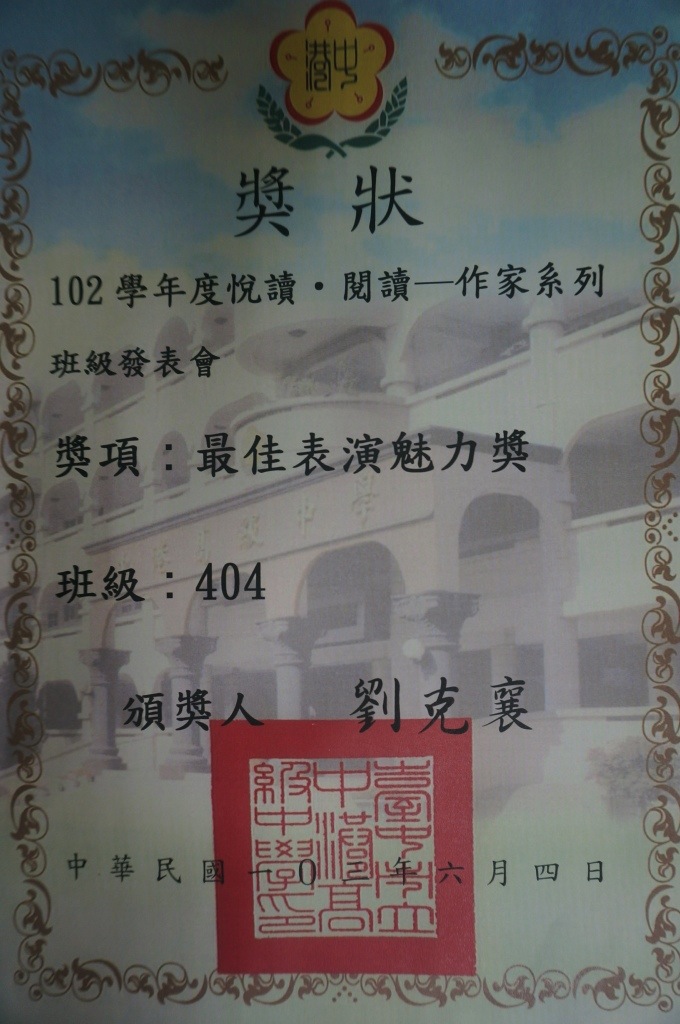 中港
獎狀
102 學年度悅讀·閱讀—作家系列
班級發表會
獎項：最佳表演魅力獎
班級：404
頒獎人 劉克襄
臺中市立
中港高
級中學印
中華民國一〇三年六月四日